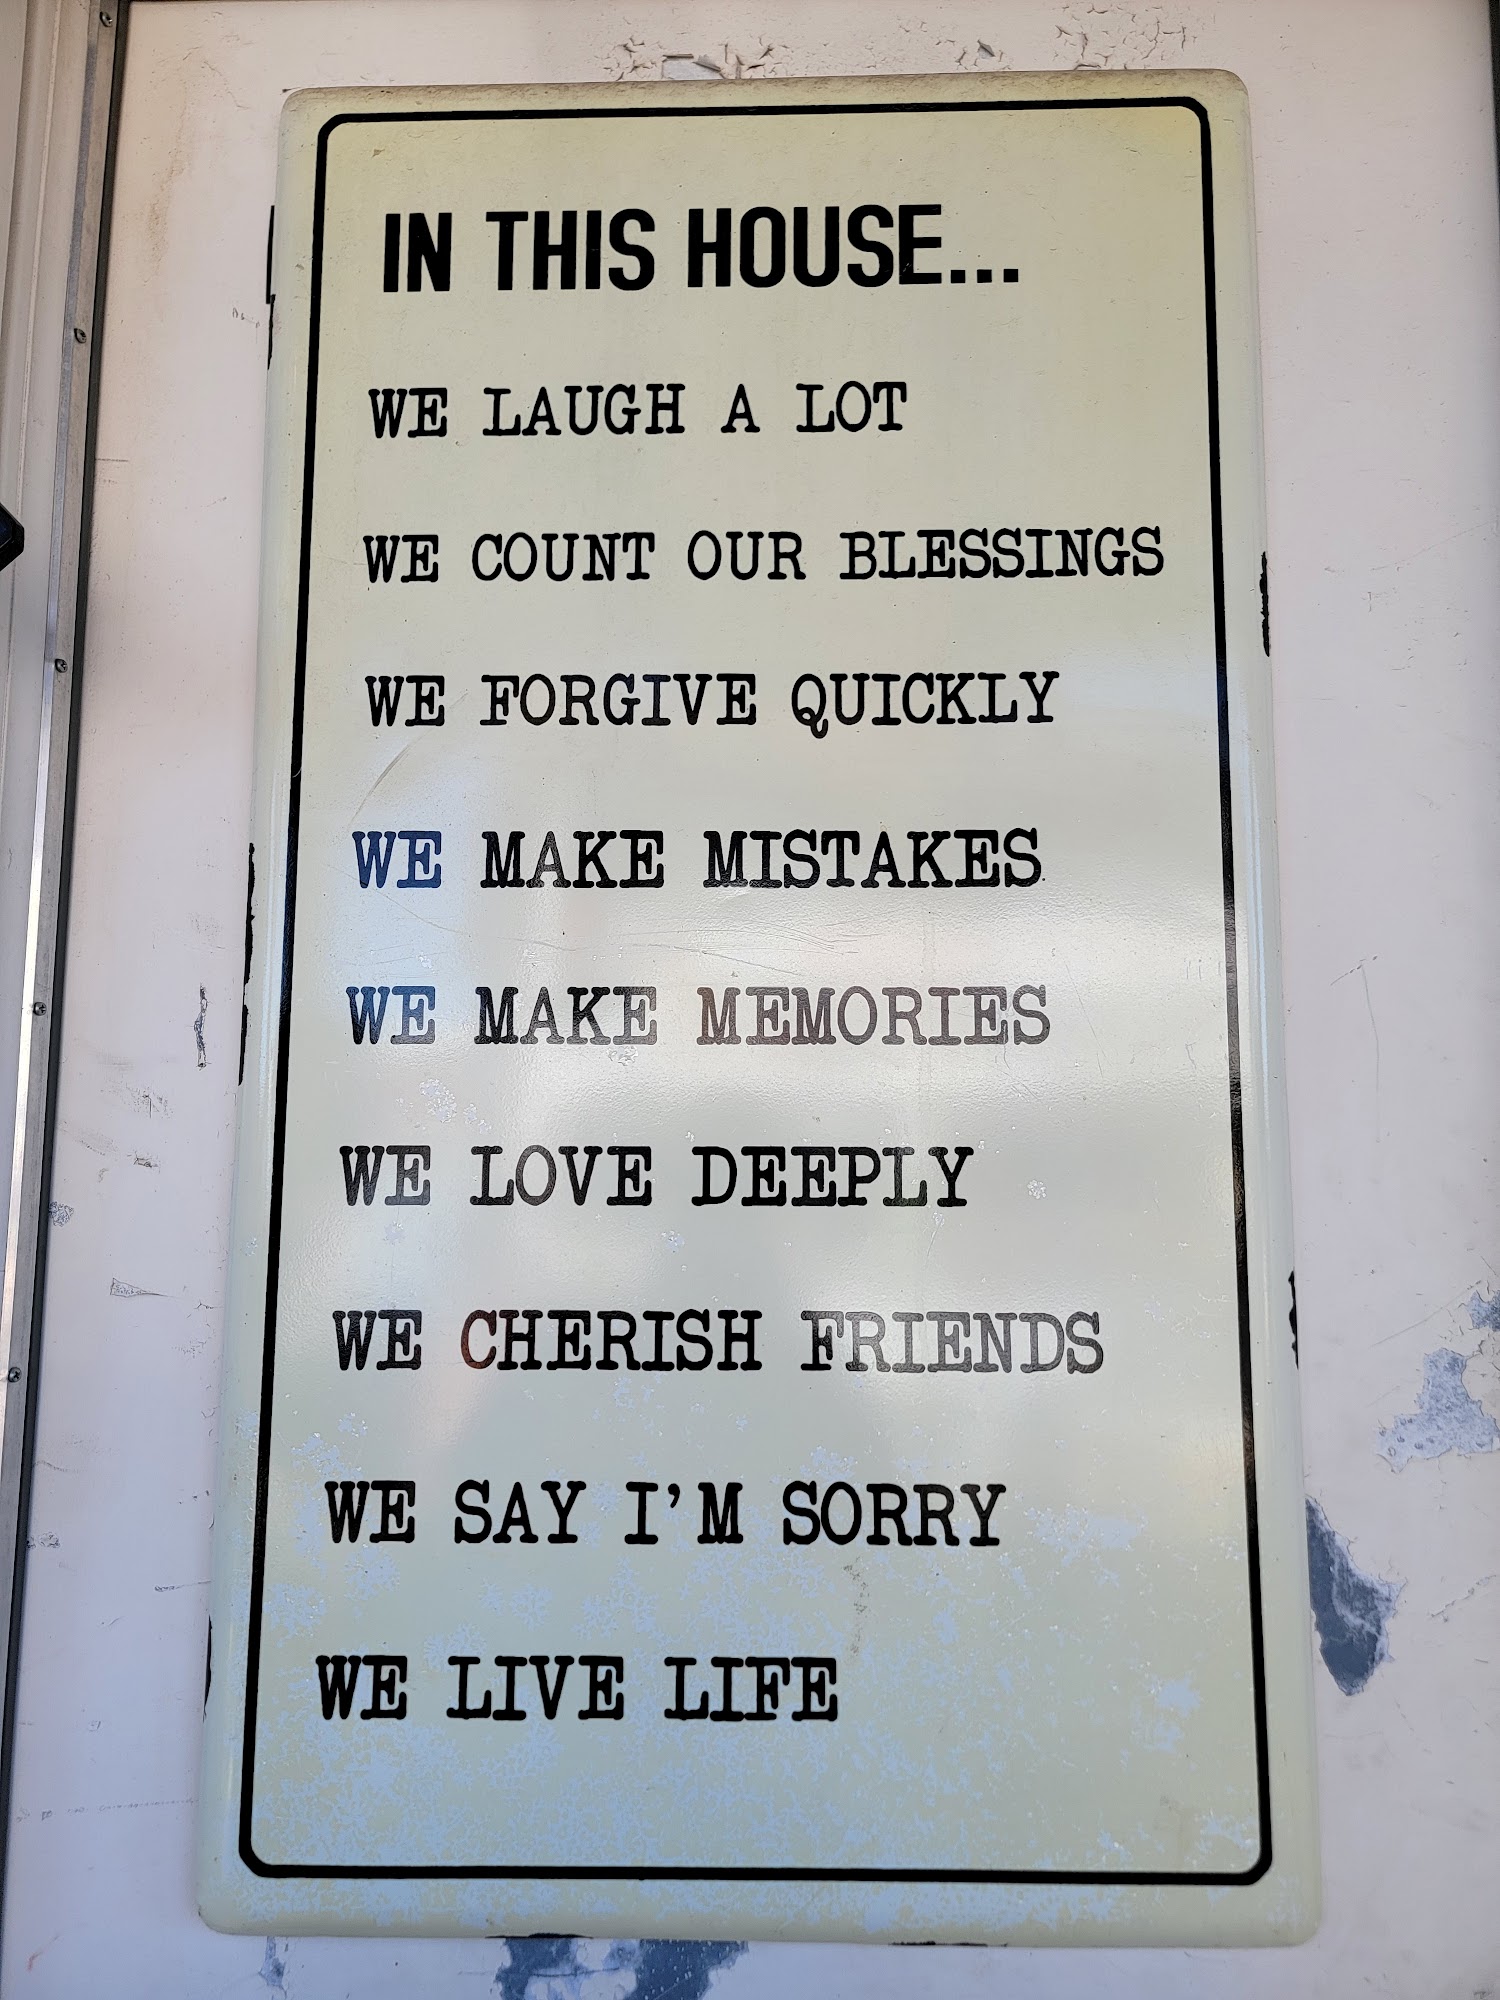 IN THIS HOUSE...
WE LAUGH A LOT
WE COUNT OUR BLESSINGS
WE FORGIVE QUICKLY
WE MAKE MISTAKES
WE MAKE MEMORIES
WE LOVE DEEPLY
WE CHERISH FRIENDS
WE SAY I'M SORRY
WE LIVE LIFE